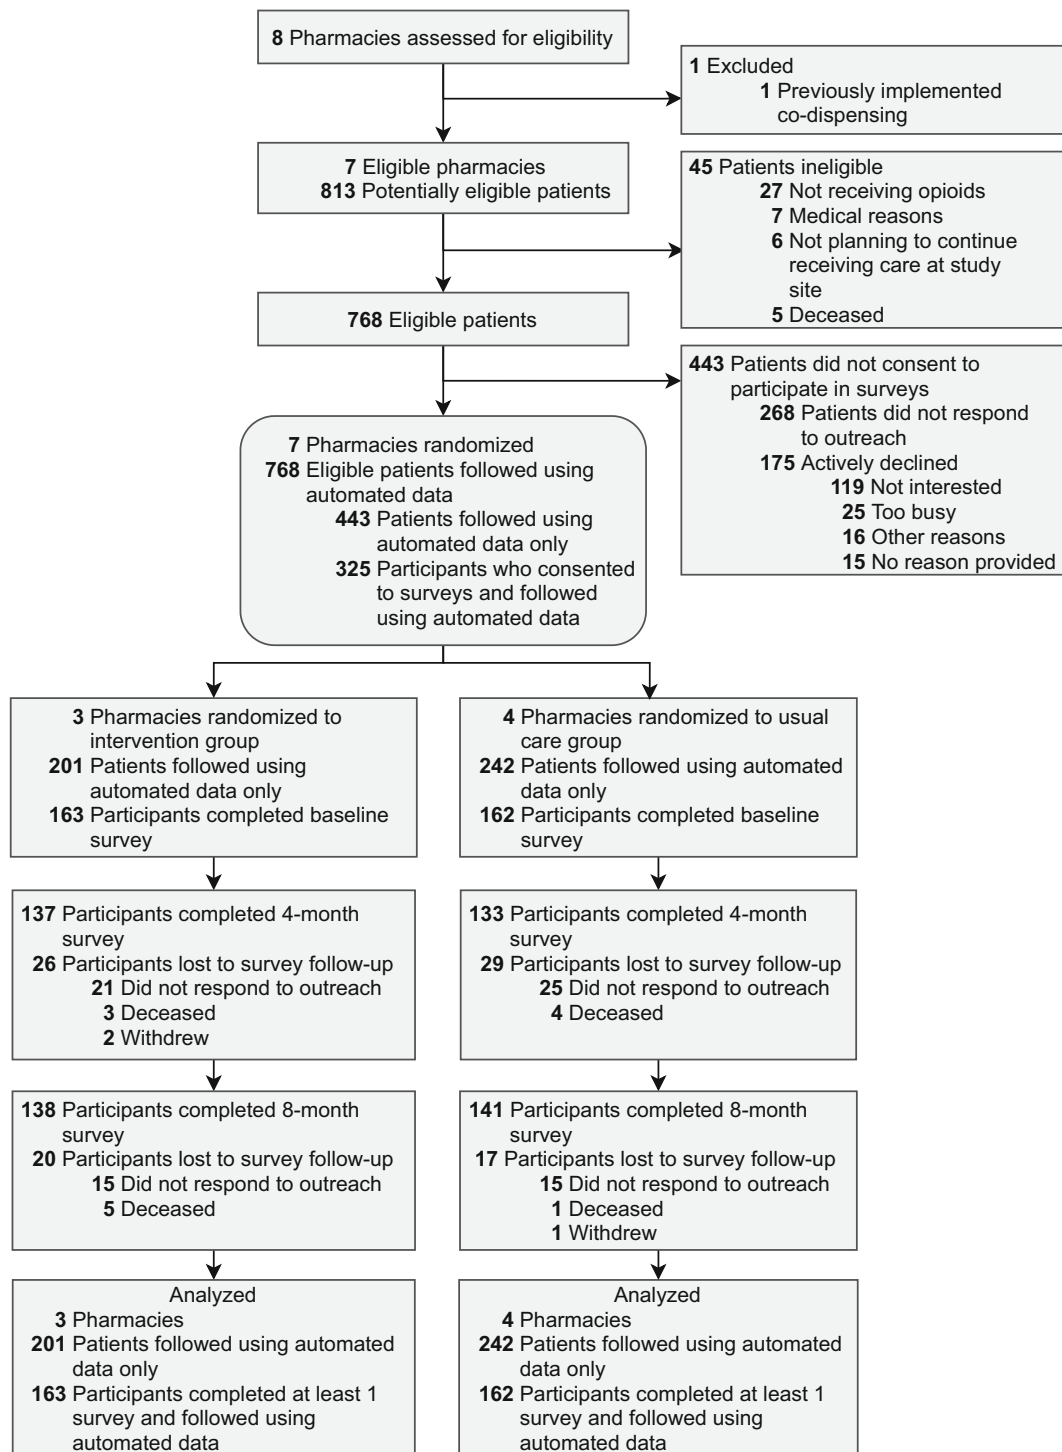 8 Pharmacies assessed for eligibility
1 Excluded
1 Previously implemented
co-dispensing
7 Eligible pharmacies
813 Potentially eligible patients
45 Patients ineligible
27 Not receiving opioids
7 Medical reasons
6 Not planning to continue
receiving care at study
site
5 Deceased
768 Eligible patients
443 Patients did not consent to
participate in surveys
268 Patients did not respond
to outreach
175 Actively declined
119 Not interested
25 Too busy
16 Other reasons
15 No reason provided
7 Pharmacies randomized
768 Eligible patients followed using
automated data
443 Patients followed using
automated data only
325 Participants who consented
to surveys and followed
using automated data
3 Pharmacies randomized to
intervention group
201 Patients followed using
automated data only
163 Participants completed baseline
survey
4 Pharmacies randomized to usual
care group
242 Patients followed using automated
data only
162 Participants completed baseline
survey
137 Participants completed 4-month
survey
26 Participants lost to survey follow-up
21 Did not respond to outreach
3 Deceased
2 Withdrew
133 Participants completed 4-month
survey
29 Participants lost to survey follow-up
25 Did not respond to outreach
4 Deceased
138 Participants completed 8-month
survey
20 Participants lost to survey follow-up
15 Did not respond to outreach
5 Deceased
141 Participants completed 8-month
survey
17 Participants lost to survey follow-up
15 Did not respond to outreach
1 Deceased
1 Withdrew
Analyzed
3 Pharmacies
201 Patients followed using automated
data only
163 Participants completed at least 1
survey and followed using
automated data
Analyzed
4 Pharmacies
242 Patients followed using automated
data only
162 Participants completed at least 1
survey and followed using
automated data